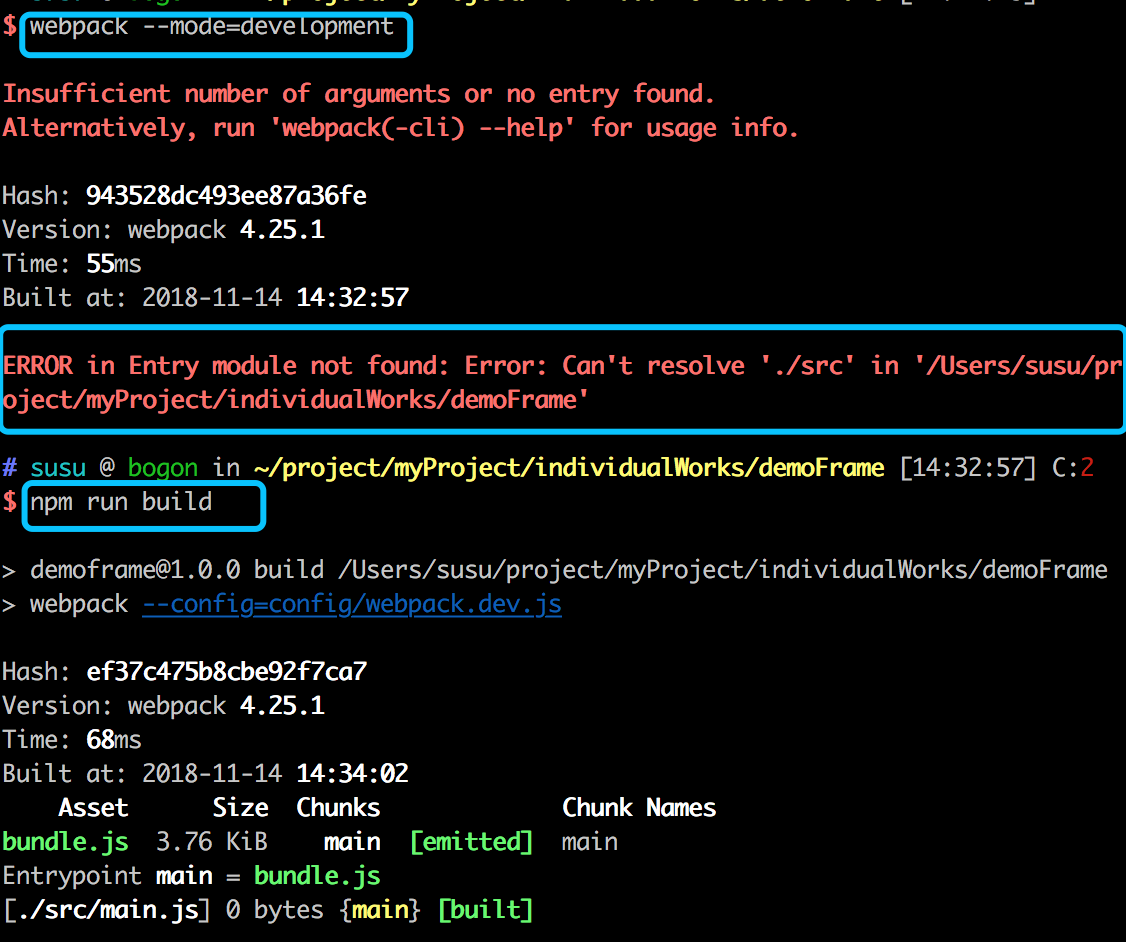 $ webpack --mode=development
Insufficient number of arguments or no entry found.
Alternatively, run 'webpack(-cli) --help' for usage info.
Hash: 943528dc493ee87a36fe
Version: webpack 4.25.1
Time: 55ms
Built at: 2018-11-14 14:32:57
ERROR in Entry module not found: Error: Can't resolve './src' in '/Users/susu/pr
oject/myProject/individualWorks/demoFrame'
# susu @ bogon in ~/project/myProject/individualWorks/demoFrame [14:32:57] C:2
$ npm run build
> demoframe@1.0.0 build /Users/susu/project/myProject/individualWorks/demoFrame
> webpack --config=config/webpack.dev.js
Hash: ef37c475b8cbe92f7ca7
Version: webpack 4.25.1
Time: 68ms
Built at: 2018-11-14 14:34:02
Asset Size Chunks Chunk Names
bundle.js 3.76 KiB main [emitted] main
Entrypoint main = bundle.js
[./src/main.js] 0 bytes {main} [built]